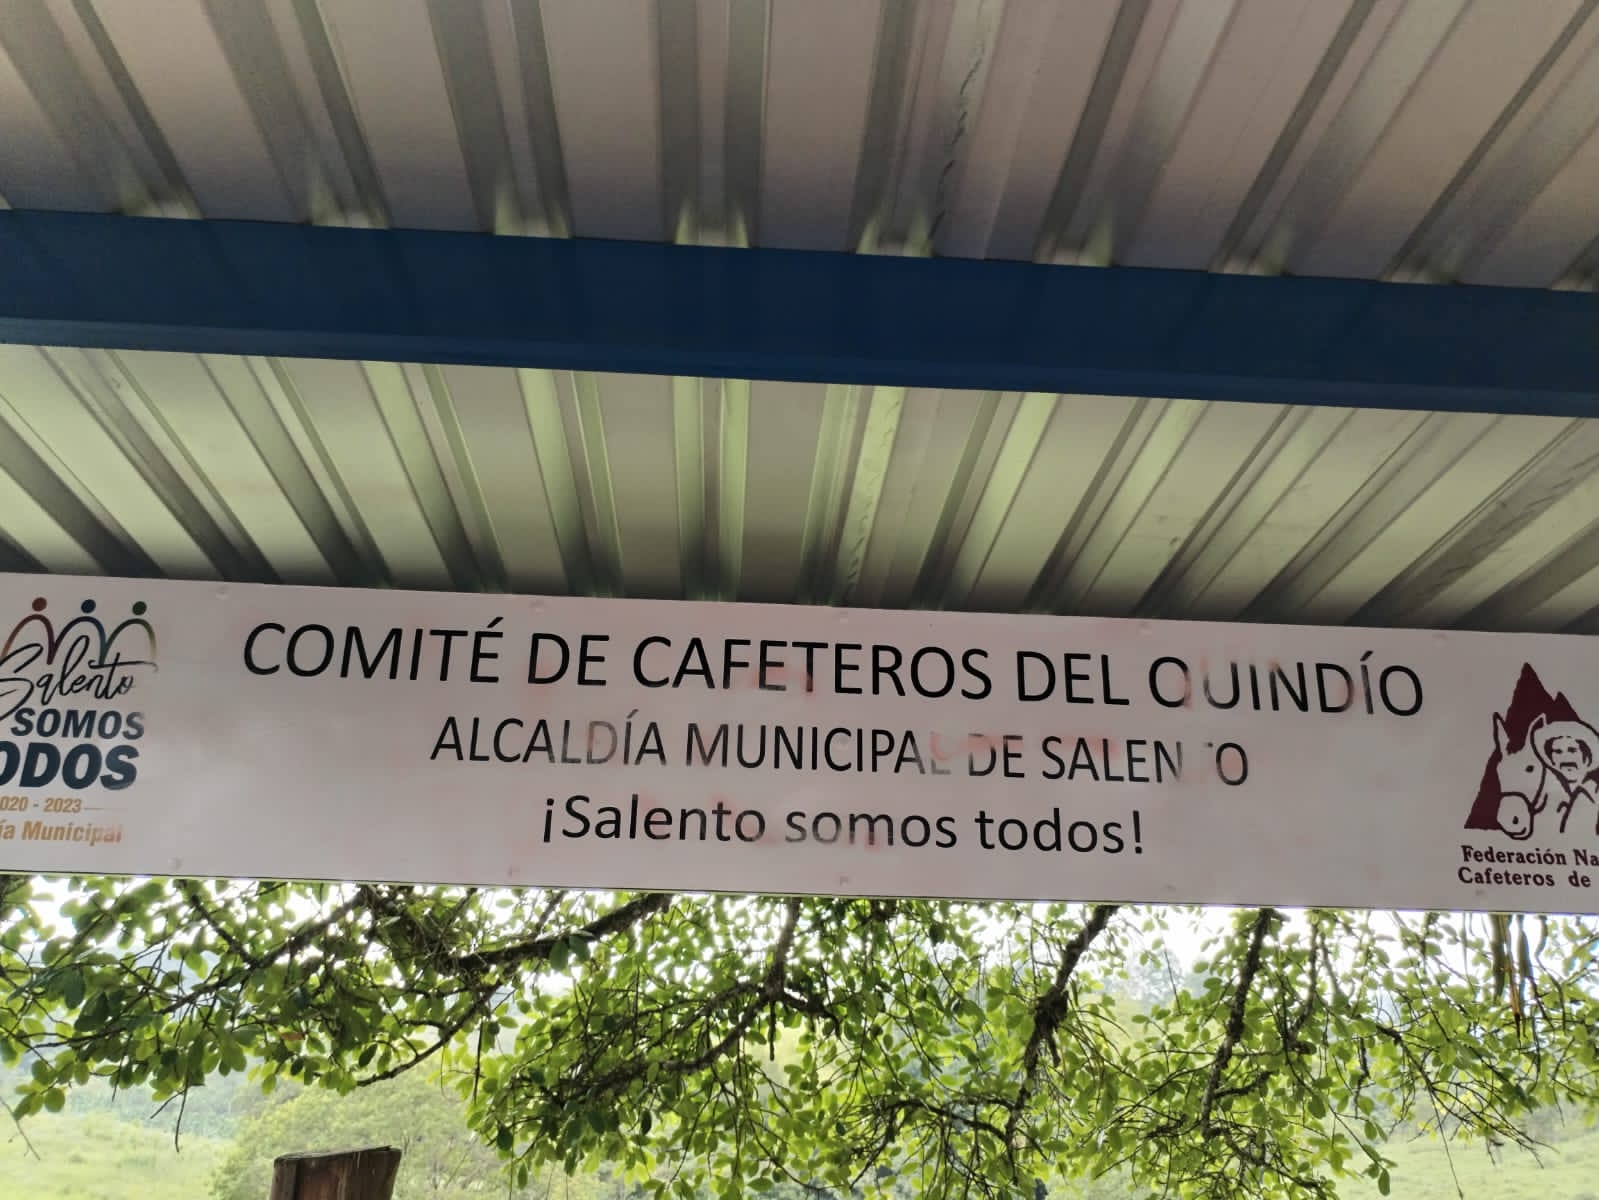 Salento
SOMOS
ODOS
020 - 2023
ía Municipal
COMITÉ DE CAFETEROS DEL QUINDÍO
ALCALDÍA MUNICIPAL DE SALENTO
¡Salento somos todos!
Federación Na
Cafeteros de